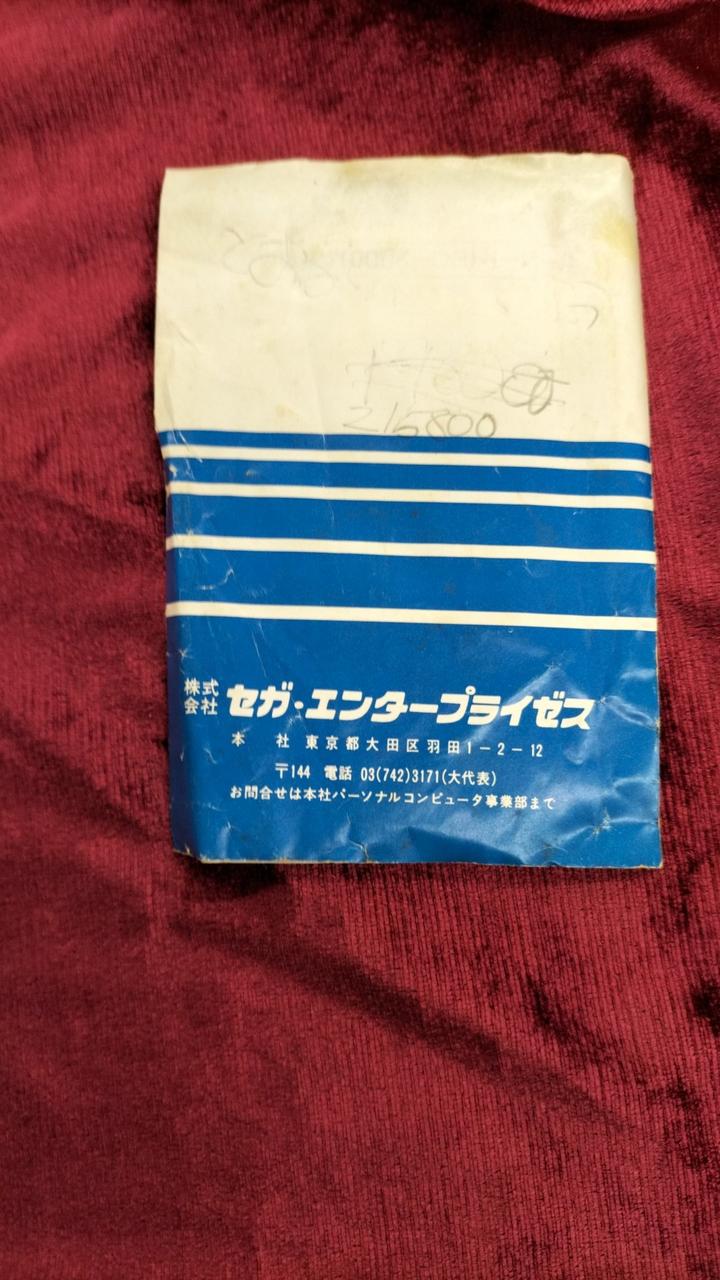 216800
株式会社 セガ・エンタープライゼス
本 社 東京都大田区羽田1-2-12
〒144 電話 03(742)3171(大代表)
お問合せは本社パーソナルコンピュータ事業部まで